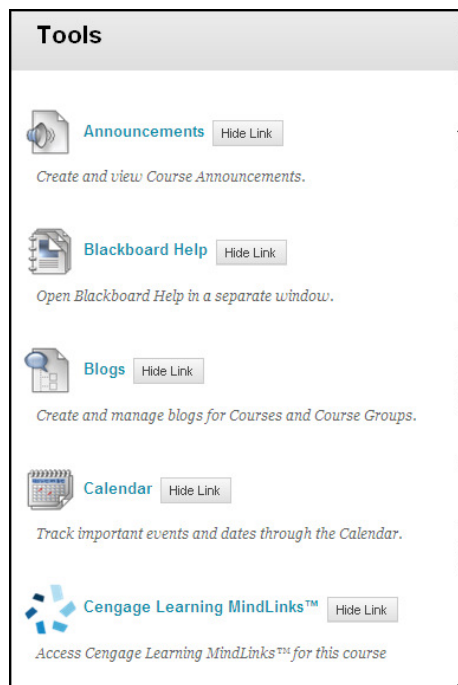 Tools
Announcements Hide Link
Create and view Course Announcements.
Blackboard Help Hide Link
Open Blackboard Help in a separate window.
Blogs Hide Link
Create and manage blogs for Courses and Course Groups.
Calendar Hide Link
Track important events and dates through the Calendar.
Cengage Learning MindLinks™ Hide Link
Access Cengage Learning MindLinks™ for this course